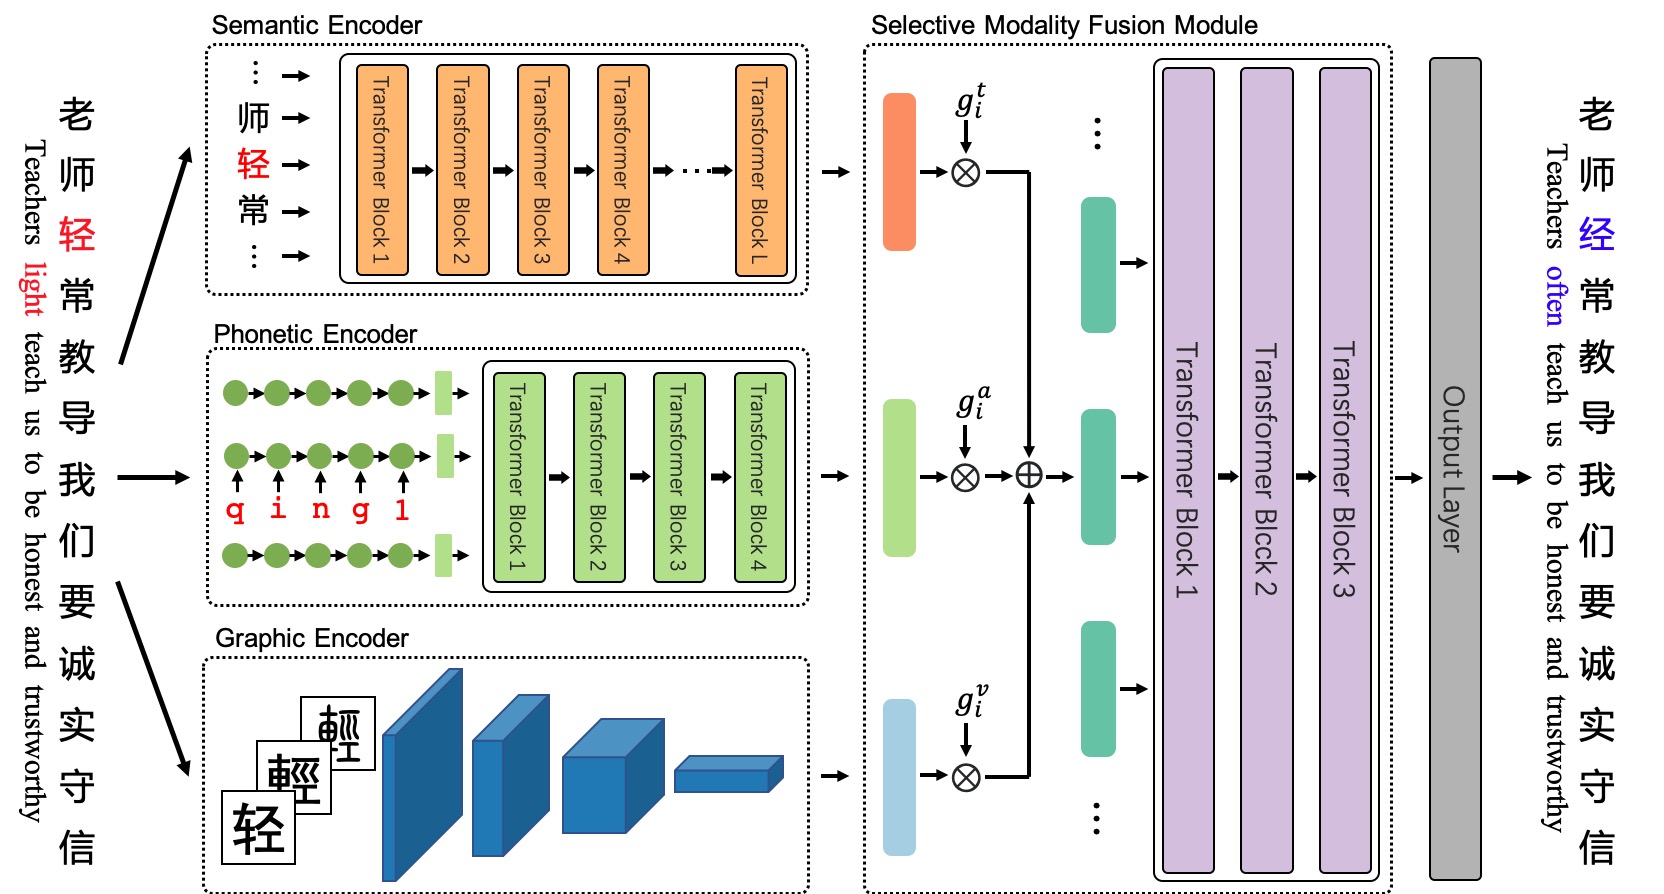 老师轻常教导我们要诚实守信
Teachers light teach us to be honest and trustworthy
Semantic Encoder
⋮
师
轻
常
⋮
Transformer Block 1
Transformer Block 2
Transformer Block 3
Transformer Block 4
...
Transformer Block L
Phonetic Encoder
q i n g 1
Transformer Block 1
Transformer Block 2
Transformer Block 3
Transformer Block 4
Graphic Encoder
轻
輕
輕
Selective Modality Fusion Module
g_i^t
g_i^a
g_i^v
⋮
⋮
Transformer Block 1
Transformer Blcck 2
Transformer Block 3
Output Layer
老师经常教导我们要诚实守信
Teachers often teach us to be honest and trustworthy